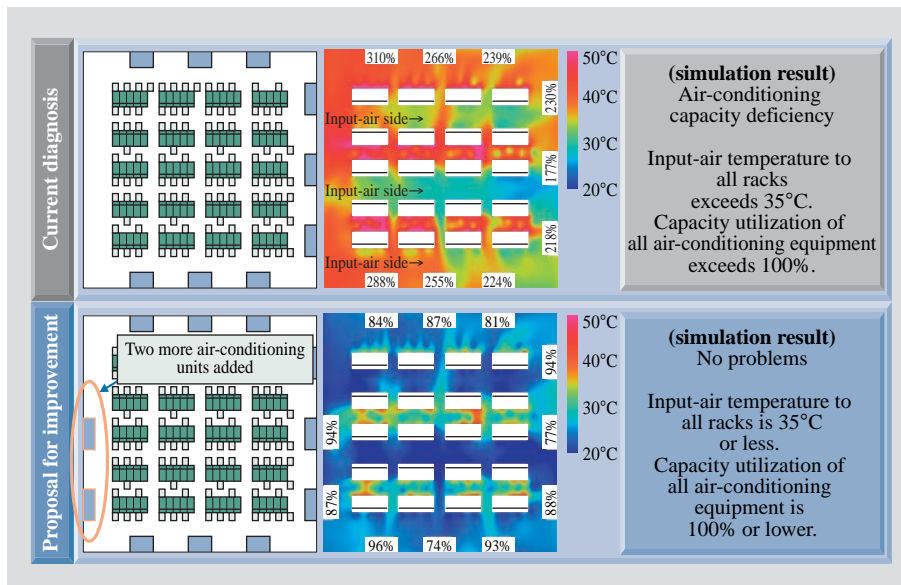 Current diagnosis
310%
266%
239%
230%
177%
218%
Input-air side→
Input-air side→
Input-air side→
288%
255%
224%
50°C
40°C
30°C
20°C
(simulation result)
Air-conditioning
capacity deficiency
Input-air temperature to
all racks
exceeds 35°C.
Capacity utilization of
all air-conditioning equipment
exceeds 100%.
Proposal for improvement
Two more air-conditioning
units added
84%
87%
81%
94%
77%
88%
94%
87%
96%
74%
93%
50°C
40°C
30°C
20°C
(simulation result)
No problems
Input-air temperature to
all racks is 35°C
or less.
Capacity utilization of
all air-conditioning
equipment is
100% or lower.